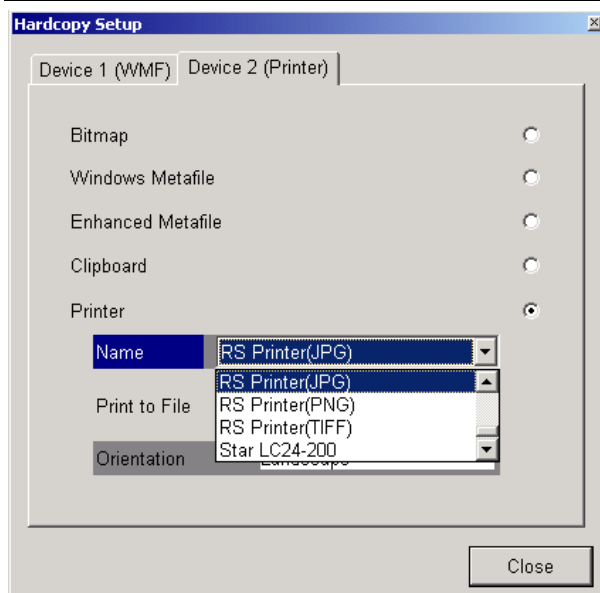 Hardcopy Setup
Device 1 (WMF) Device 2 (Printer)
Bitmap
Windows Metafile
Enhanced Metafile
Clipboard
Printer
Name RS Printer(JPG)
RS Printer(JPG)
Print to File RS Printer(PNG)
RS Printer(TIFF)
Orientation Star LC24-200
Close